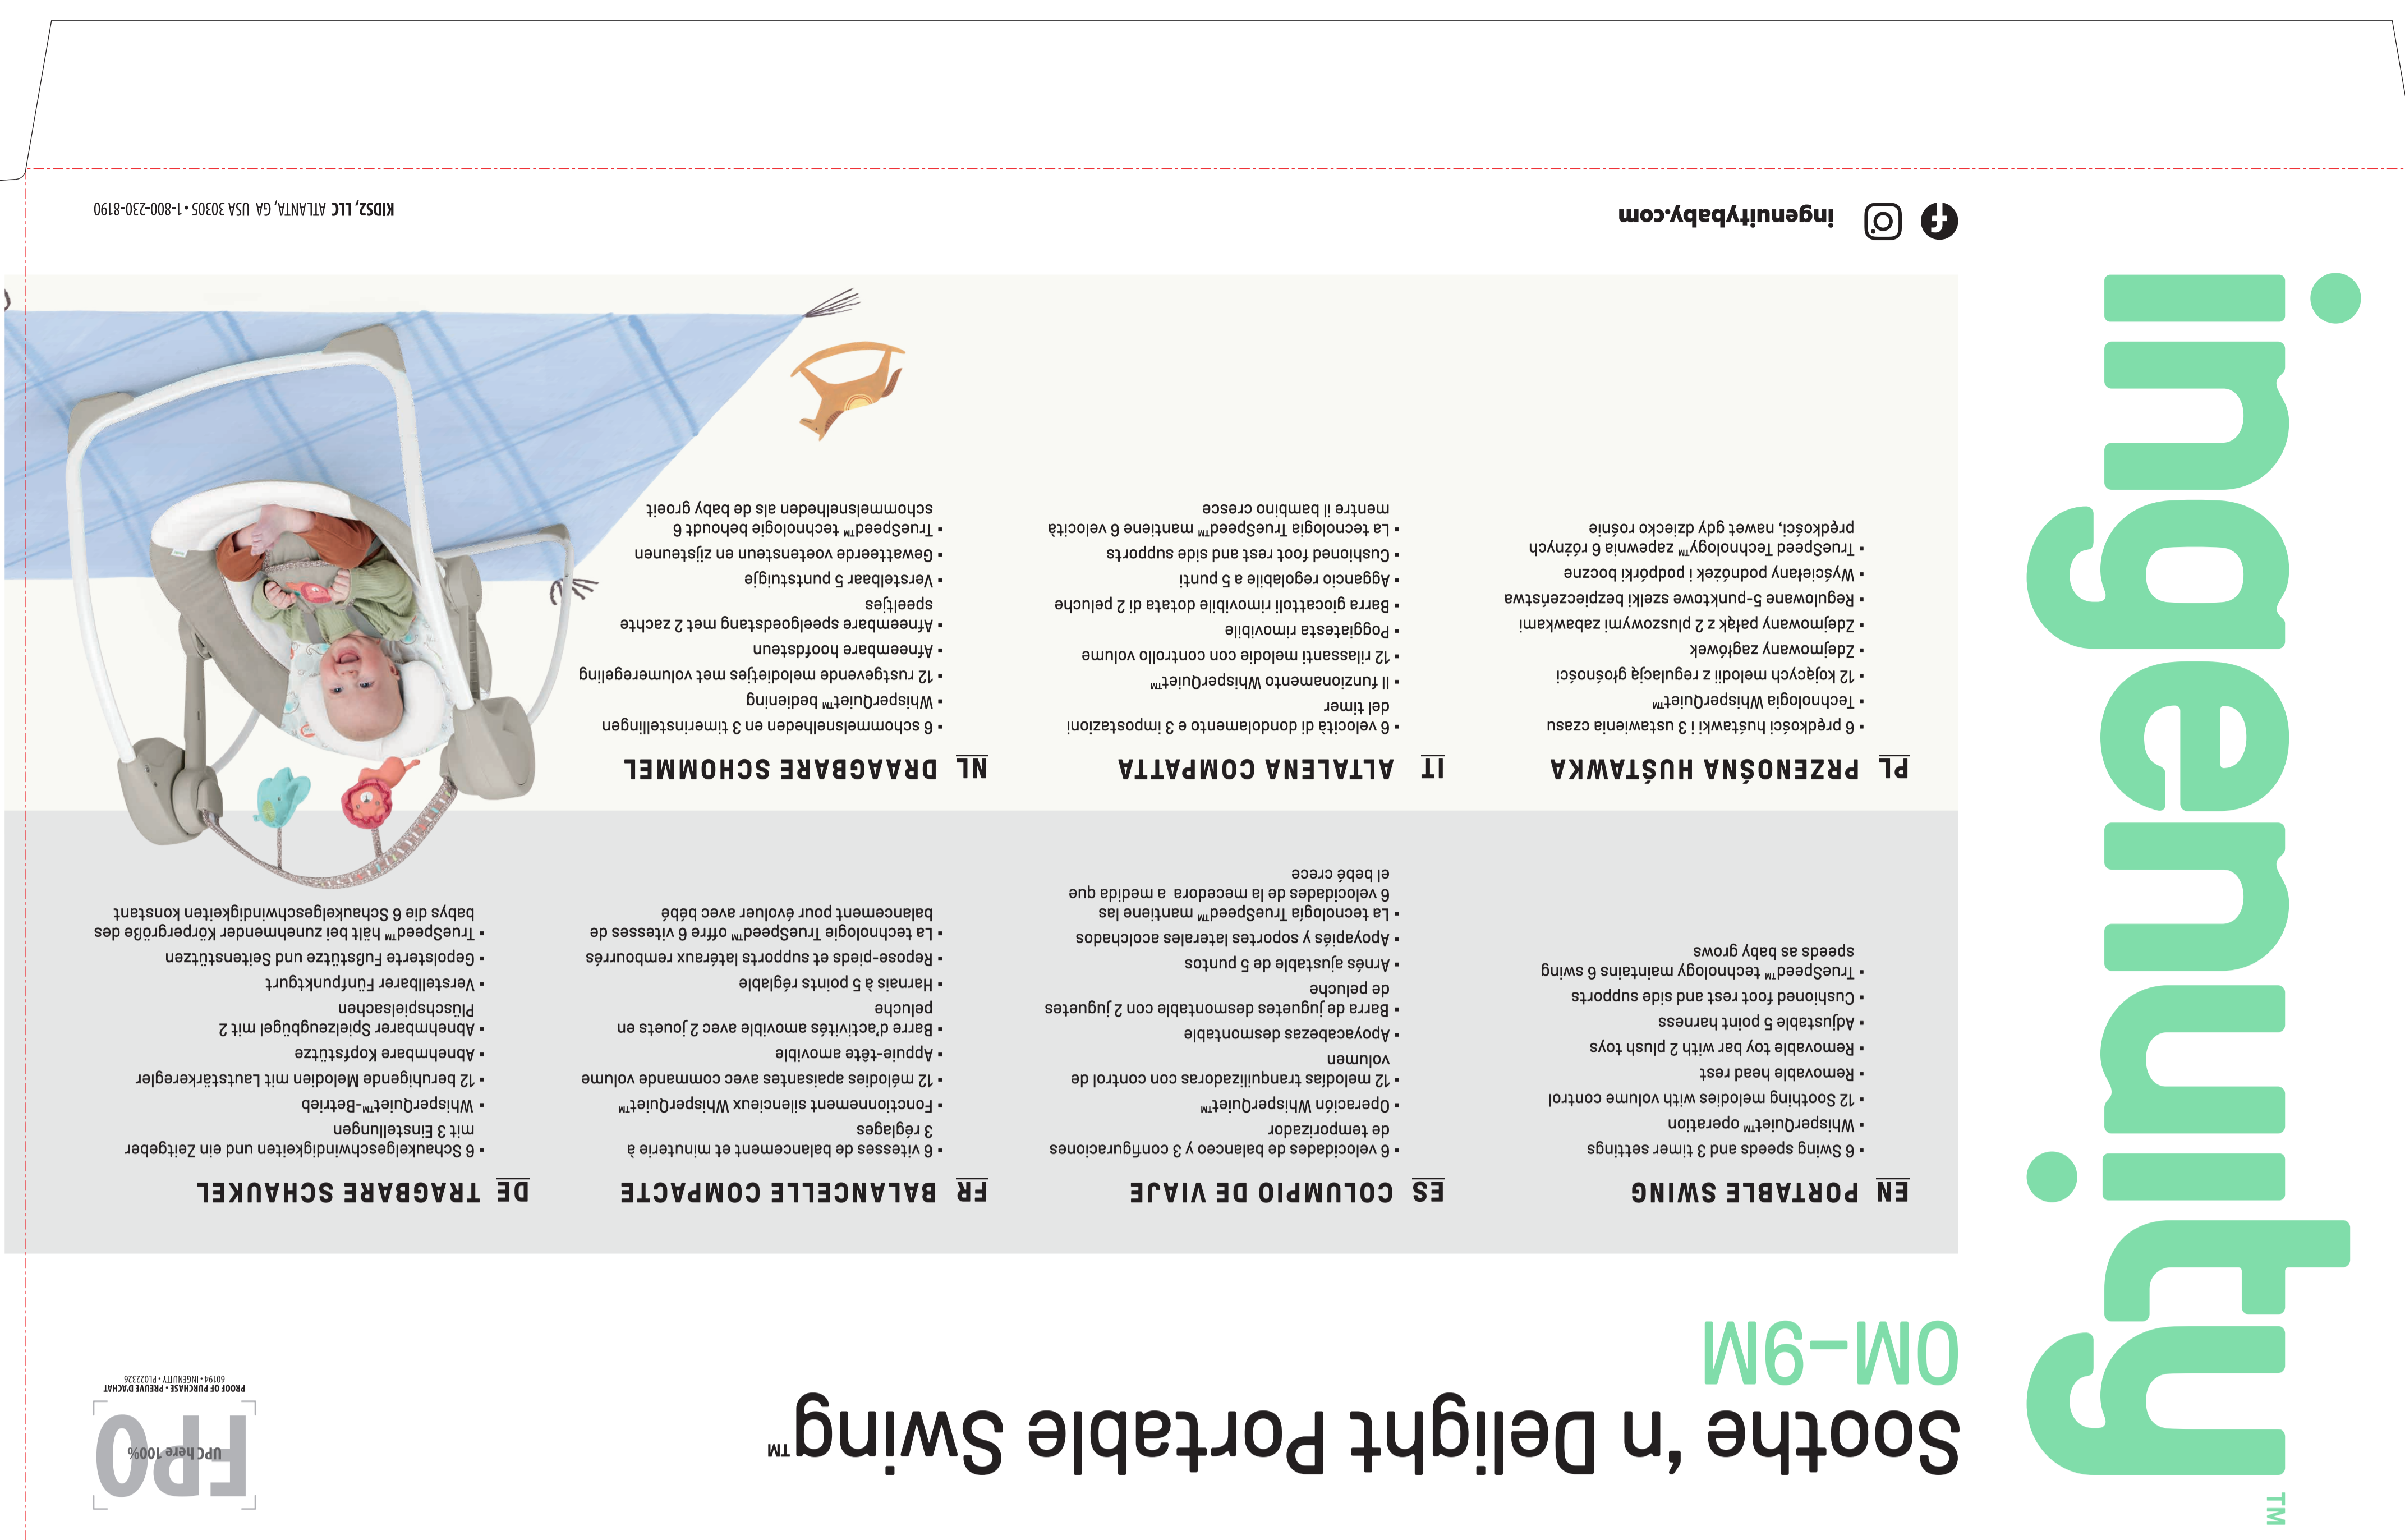 ingenuity™
Soothe ’n Delight Portable Swing™
0M-9M
FPO
UPC here 100%
PROOF OF PURCHASE • PREUVE D'ACHAT
60194 • INGENUITY • PL022326
EN PORTABLE SWING
▪ 6 Swing speeds and 3 timer settings
▪ WhisperQuiet™ operation
▪ 12 Soothing melodies with volume control
▪ Removable head rest
▪ Removable toy bar with 2 plush toys
▪ Adjustable 5 point harness
▪ Cushioned foot rest and side supports
▪ TrueSpeed™ technology maintains 6 swing
speeds as baby grows
ES COLUMPIO DE VIAJE
▪ 6 velocidades de balanceo y 3 configuraciones
de temporizador
▪ Operación WhisperQuiet™
▪ 12 melodías tranquilizadoras con control de
volumen
▪ Apoyacabezas desmontable
▪ Barra de juguetes desmontable con 2 juguetes
de peluche
▪ Arnés ajustable de 5 puntos
▪ Apoyapiés y soportes laterales acolchados
▪ La tecnología TrueSpeed™ mantiene las
6 velocidades de la mecedora a medida que
el bebé crece
FR BALANCELLE COMPACTE
▪ 6 vitesses de balancement et minuterie à
3 réglages
▪ Fonctionnement silencieux WhisperQuiet™
▪ 12 mélodies apaisantes avec commande volume
▪ Appuie-tête amovible
▪ Barre d'activités amovible avec 2 jouets en
peluche
▪ Harnais à 5 points réglable
▪ Repose-pieds et supports latéraux rembourrés
▪ La technologie TrueSpeed™ offre 6 vitesses de
balancement pour évoluer avec bébé
DE TRAGBARE SCHAUKEL
▪ 6 Schaukelgeschwindigkeiten und ein Zeitgeber
mit 3 Einstellungen
▪ WhisperQuiet™-Betrieb
▪ 12 beruhigende Melodien mit Lautstärkeregler
▪ Abnehmbare Kopfstütze
▪ Abnehmbarer Spielzeugbügel mit 2
Plüschspielsachen
▪ Verstellbarer Fünfpunktgurt
▪ Gepolsterte Fußstütze und Seitenstützen
▪ TrueSpeed™ hält bei zunehmender Körpergröße des
babys die 6 Schaukelgeschwindigkeiten konstant
PL PRZENOŚNA HUŚTAWKA
▪ 6 prędkości huśtawki i 3 ustawienia czasu
▪ Technologia WhisperQuiet™
▪ 12 kojących melodii z regulacją głośności
▪ Zdejmowany zagłówek
▪ Zdejmowany pałąk z 2 pluszowymi zabawkami
▪ Regulowane 5-punktowe szelki bezpieczeństwa
▪ Wyściełany podnóżek i podpórki boczne
▪ TrueSpeed Technology™ zapewnia 6 różnych
prędkości, nawet gdy dziecko rośnie
IT ALTALENA COMPATTA
▪ 6 velocità di dondolamento e 3 impostazioni
del timer
▪ Il funzionamento WhisperQuiet™
▪ 12 rilassanti melodie con controllo volume
▪ Poggiatesta rimovibile
▪ Barra giocattoli rimovibile dotata di 2 peluche
▪ Aggancio regolabile a 5 punti
▪ Cushioned foot rest and side supports
▪ La tecnologia TrueSpeed™ mantiene 6 velocità
mentre il bambino cresce
NL DRAAGBARE SCHOMMEL
▪ 6 schommelsnelheden en 3 timerinstellingen
▪ WhisperQuiet™ bediening
▪ 12 rustgevende melodietjes met volumeregeling
▪ Afneembare hoofdsteun
▪ Afneembare speelgoedstang met 2 zachte
speeltjes
▪ Verstelbaar 5 puntstuigje
▪ Gewatteerde voetensteun en zijsteunen
▪ TrueSpeed™ technologie behoudt 6
schommelsnelheden als de baby groeit
ingenuitybaby.com
KIDS2, LLC ATLANTA, GA USA 30305 • 1-800-230-8190